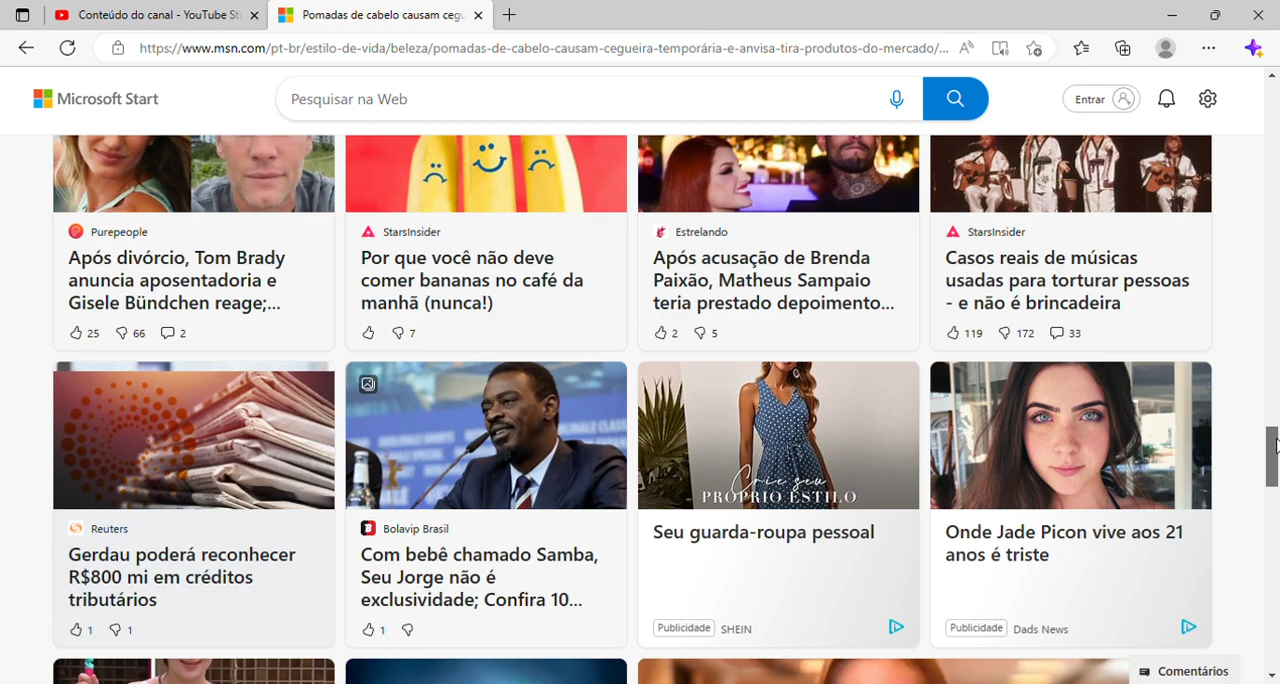 Conteúdo do canal - YouTube St
Pomadas de cabelo causam cegu
https://www.msn.com/pt-br/estilo-de-vida/beleza/pomadas-de-cabelo-causam-cegueira-temporária-e-anvisa-tira-produtos-do-mercado/...
Microsoft Start
Pesquisar na Web
Entrar
Purepeople
Após divórcio, Tom Brady
anuncia aposentadoria e
Gisele Bündchen reage;...
25 66 2
StarsInsider
Por que você não deve
comer bananas no café da
manhã (nunca!)
7
Estrelando
Após acusação de Brenda
Paixão, Matheus Sampaio
teria prestado depoimento...
2 5
StarsInsider
Casos reais de músicas
usadas para torturar pessoas
- e não é brincadeira
119 172 33
Reuters
Gerdau poderá reconhecer
R$800 mi em créditos
tributários
1 1
Bolavip Brasil
Com bebê chamado Samba,
Seu Jorge não é
exclusividade; Confira 10...
1
Crie seu
PRÓPRIO ESTILO
Seu guarda-roupa pessoal
Publicidade SHEIN
Onde Jade Picon vive aos 21
anos é triste
Publicidade Dads News
Comentários